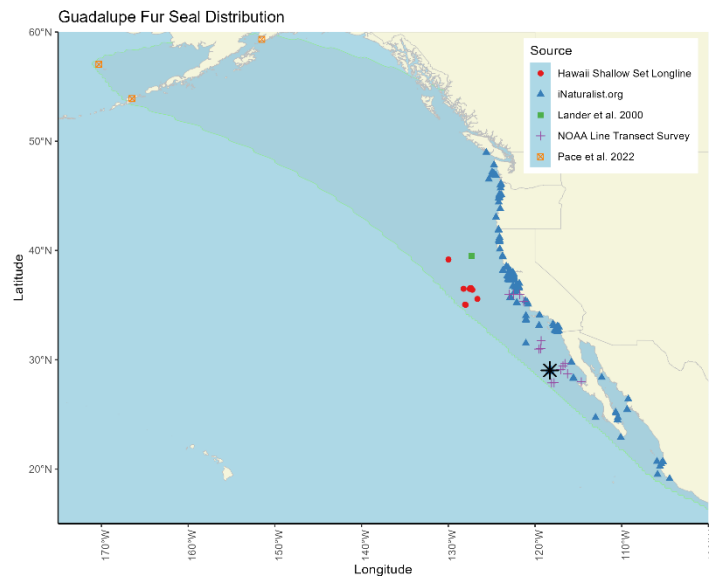 Guadalupe Fur Seal Distribution
60°N
50°N
40°N
30°N
20°N
Latitude
Source
Hawaii Shallow Set Longline
iNaturalist.org
Lander et al. 2000
NOAA Line Transect Survey
Pace et al. 2022
170°W
160°W
150°W
140°W
130°W
120°W
110°W
Longitude